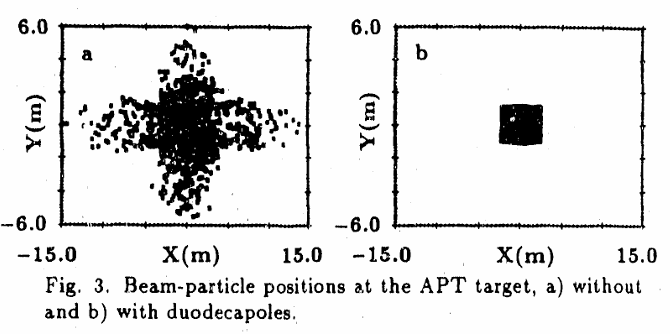 6.0
a
Y(m)
-6.0
-15.0 X(m) 15.0
6.0
b
Y(m)
-6.0
-15.0 X(m) 15.0
Fig. 3. Beam-particle positions at the APT target, a) without
and b) with duodecapoles.